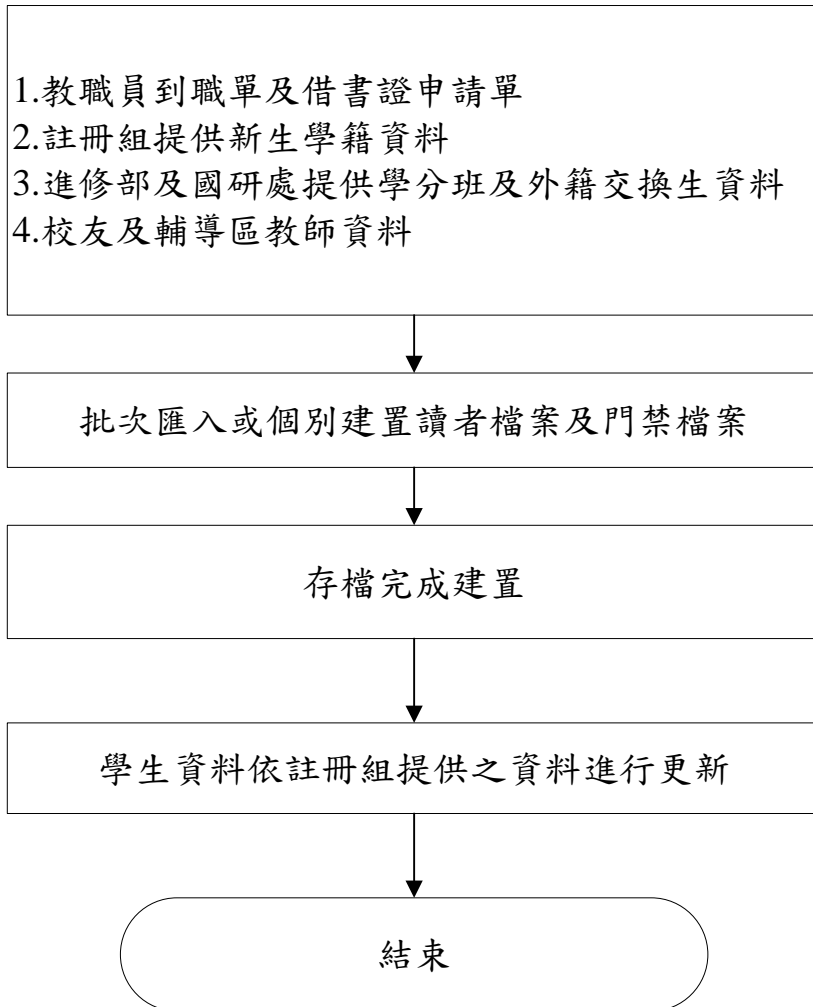 1.教職員到職單及借書證申請單
2.註冊組提供新生學籍資料
3.進修部及國研處提供學分班及外籍交換生資料
4.校友及輔導區教師資料
批次匯入或個別建置讀者檔案及門禁檔案
存檔完成建置
學生資料依註冊組提供之資料進行更新
結束